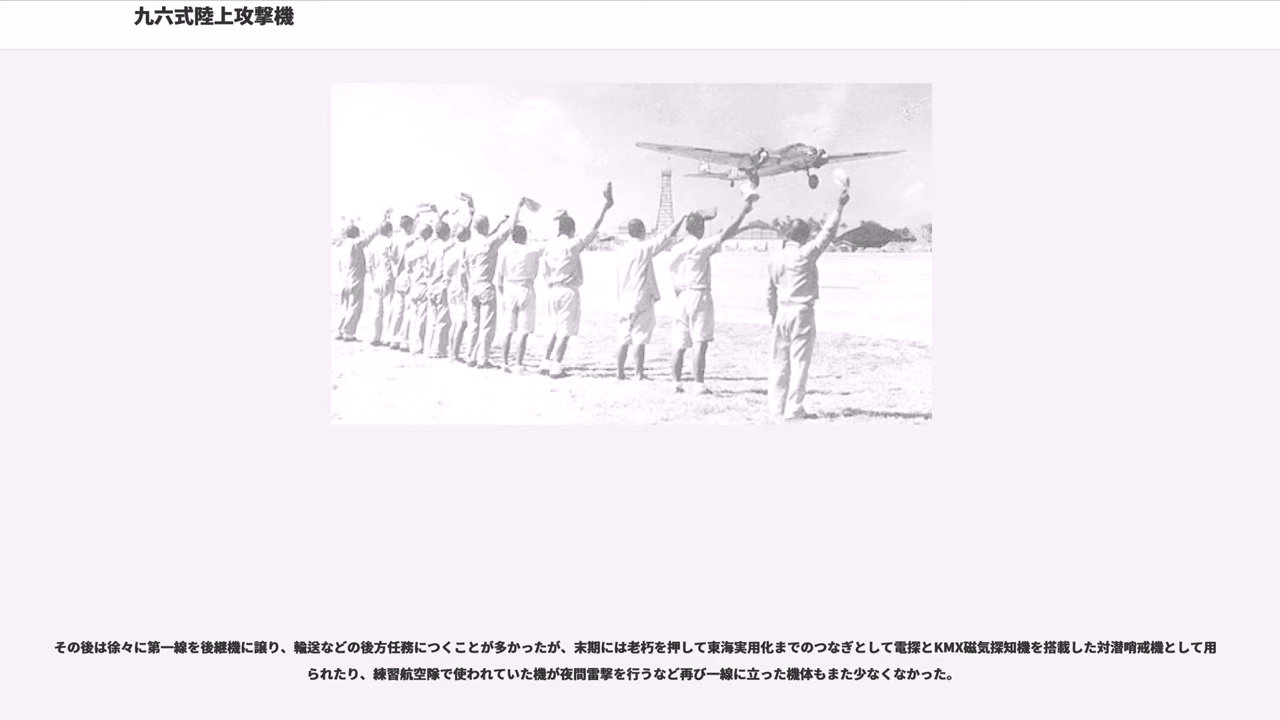 九六式陸上攻撃機
その後は徐々に第一線を後継機に譲り、輸送などの後方任務につくことが多かったが、末期には老朽を押して東海実用化までのつなぎとして電探とKMX磁気探知機を搭載した対潜哨戒機として用
られたり、練習航空隊で使われていた機が夜間雷撃を行うなど再び一線に立った機体もまた少なくなかった。